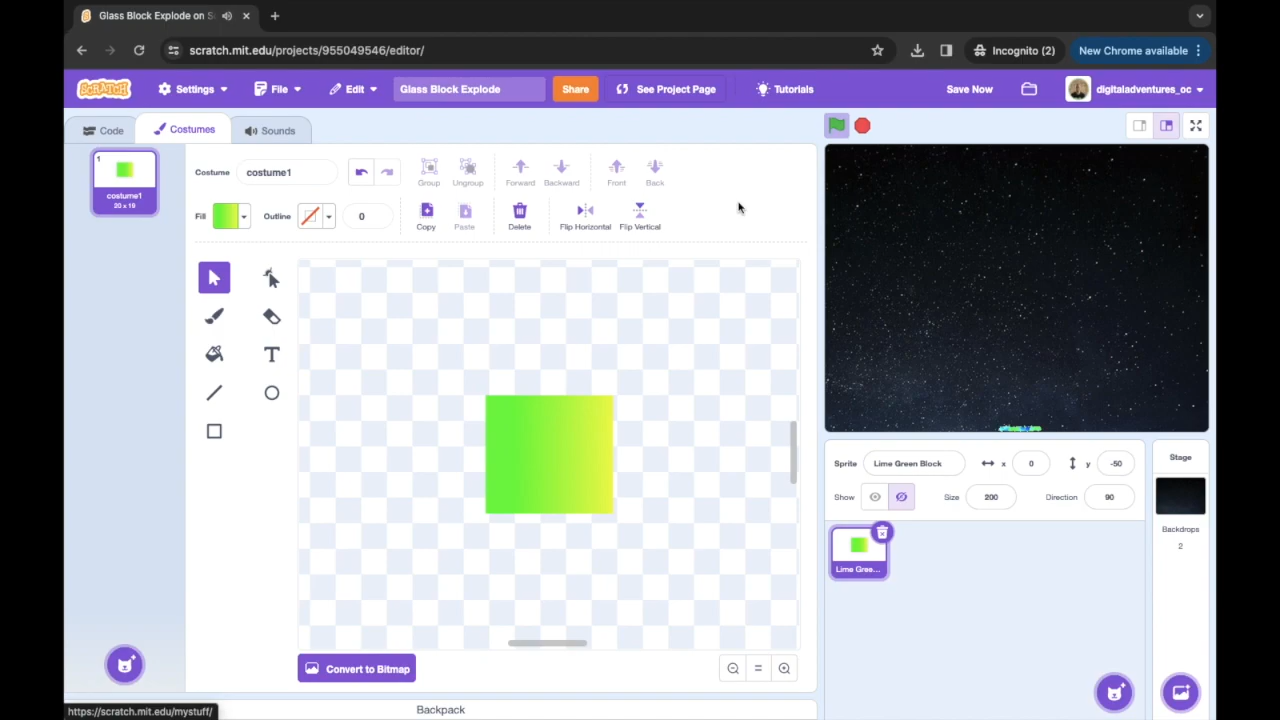 Glass Block Explode on S
scratch.mit.edu/projects/955049546/editor/
Incognito (2)
New Chrome available
SCRATCH
Settings
File
Edit
Glass Block Explode
Share
See Project Page
Tutorials
Save Now
digitaladventures_oc
Code
Costumes
Sounds
1
costume1
Costume
costume1
Group
Ungroup
Forward
Backward
Front
Back
Fill
Outline
0
Copy
Paste
Delete
Flip Horizontal
Flip Vertical
T
Convert to Bitmap
Backpack
https://scratch.mit.edu/mystuff/
Sprite
Lime Green Block
x
0
y
-50
Show
Size
200
Direction
90
Lime Gree...
Stage
Backdrops
2